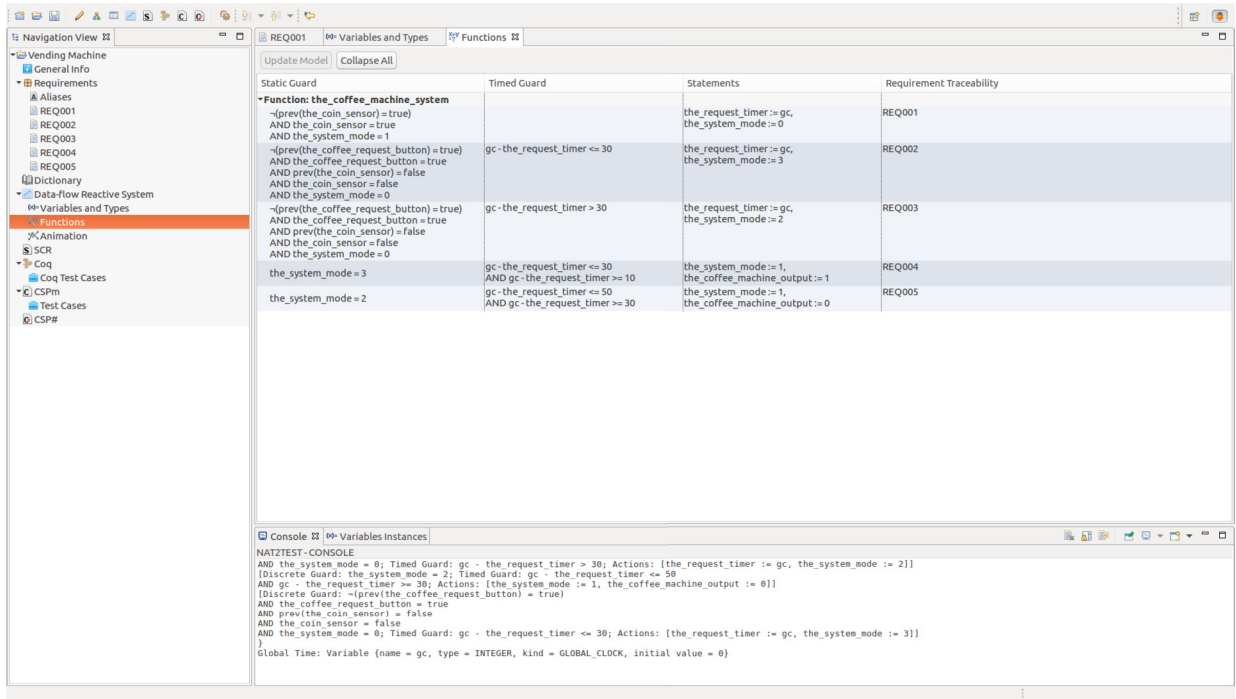 Navigation View
Vending Machine
General Info
Requirements
Aliases
REQ001
REQ002
REQ003
REQ004
REQ005
Dictionary
Data-flow Reactive System
Variables and Types
Functions
Animation
SCR
Coq
Coq Test Cases
CSPm
Test Cases
CSP#
REQ001 Variables and Types Functions
Update Model Collapse All
Static Guard Timed Guard Statements Requirement Traceability
Function: the_coffee_machine_system
¬(prev(the_coin_sensor) = true) the_request_timer := gc, REQ001
AND the_coin_sensor = true the_system_mode := 0
AND the_system_mode = 1
¬(prev(the_coffee_request_button) = true) gc - the_request_timer <= 30 the_request_timer := gc, REQ002
AND the_coffee_request_button = true the_system_mode := 3
AND prev(the_coin_sensor) = false
AND the_coin_sensor = false
AND the_system_mode = 0
¬(prev(the_coffee_request_button) = true) gc - the_request_timer > 30 the_request_timer := gc, REQ003
AND the_coffee_request_button = true the_system_mode := 2
AND prev(the_coin_sensor) = false
AND the_coin_sensor = false
AND the_system_mode = 0
the_system_mode = 3 gc - the_request_timer <= 30 the_system_mode := 1, REQ004
AND gc - the_request_timer >= 10 the_coffee_machine_output := 1
the_system_mode = 2 gc - the_request_timer <= 50 the_system_mode := 1, REQ005
AND gc - the_request_timer >= 30 the_coffee_machine_output := 0
Console Variables Instances
NAT2TEST - CONSOLE
AND the_system_mode = 0; Timed Guard: gc - the_request_timer > 30; Actions: [the_request_timer := gc, the_system_mode := 2]]
[Discrete Guard: the_system_mode = 2; Timed Guard: gc - the_request_timer <= 50
AND gc - the_request_timer >= 30; Actions: [the_system_mode := 1, the_coffee_machine_output := 0]]
[Discrete Guard: ¬(prev(the_coffee_request_button) = true)
AND the_coffee_request_button = true
AND prev(the_coin_sensor) = false
AND the_coin_sensor = false
AND the_system_mode = 0; Timed Guard: gc - the_request_timer <= 30; Actions: [the_request_timer := gc, the_system_mode := 3]]
}
Global Time: Variable {name = gc, type = INTEGER, kind = GLOBAL_CLOCK, initial value = 0}